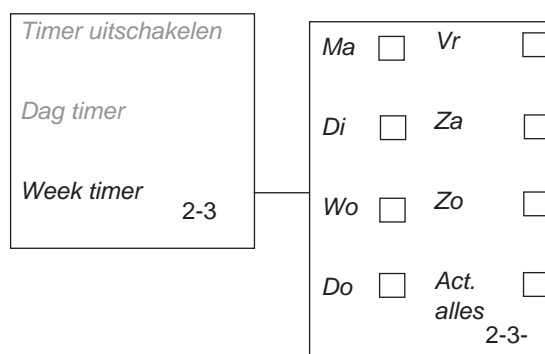 Timer uitschakelen
Dag timer
Week timer
2-3
Ma
Vr
Di
Za
Wo
Zo
Do
Act.
alles
2-3-